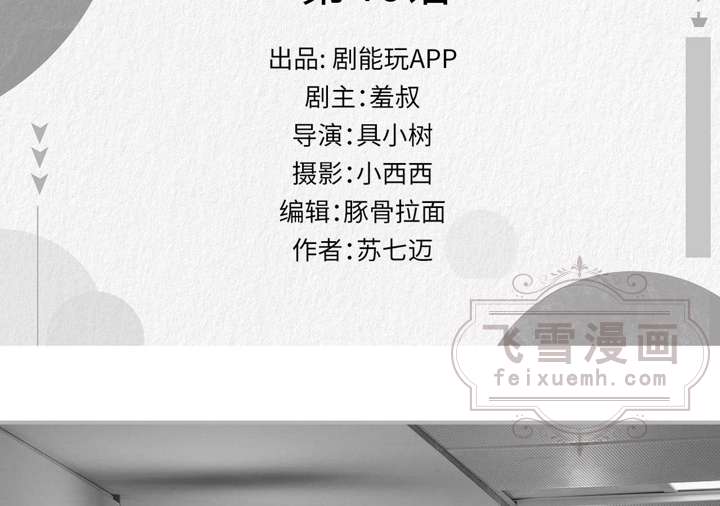 出品: 剧能玩APP
剧主：羞叔
导演：具小树
摄影：小西西
编辑：豚骨拉面
作者：苏七迈
飞雪漫画
feixuemh.com